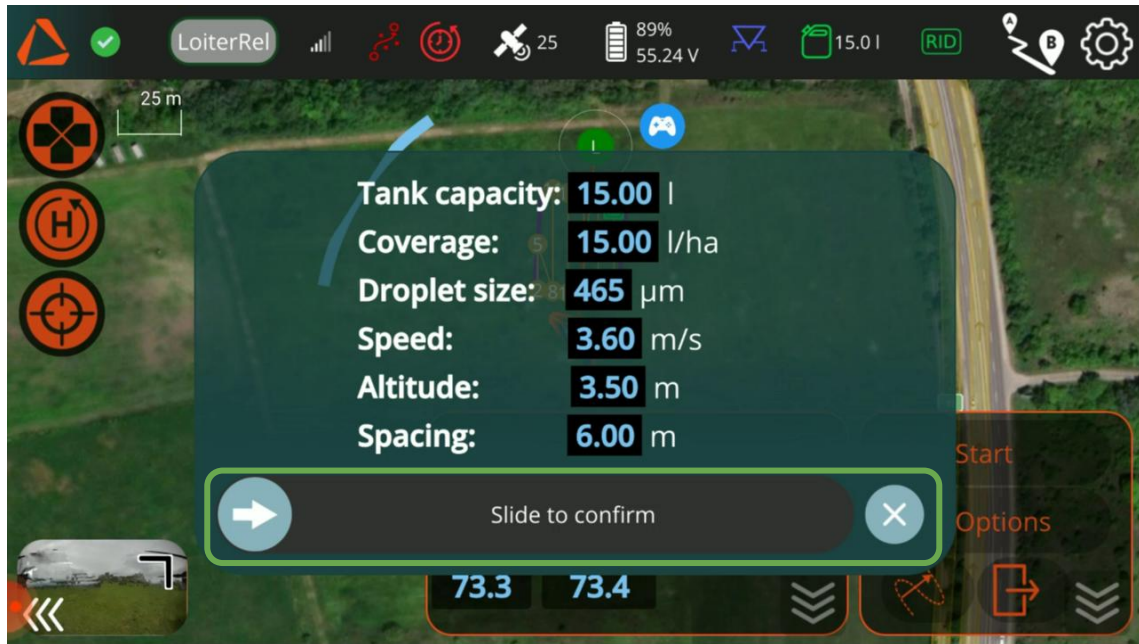 LoiterRel
25
89%
55.24 V
15.0 l
RID
A
B
25 m
L
H
Tank capacity: 15.00 l
Coverage: 15.00 l/ha
5
Droplet size: 465 µm
Speed: 3.60 m/s
Altitude: 3.50 m
Spacing: 6.00 m
Start
Slide to confirm
Options
73.3 73.4